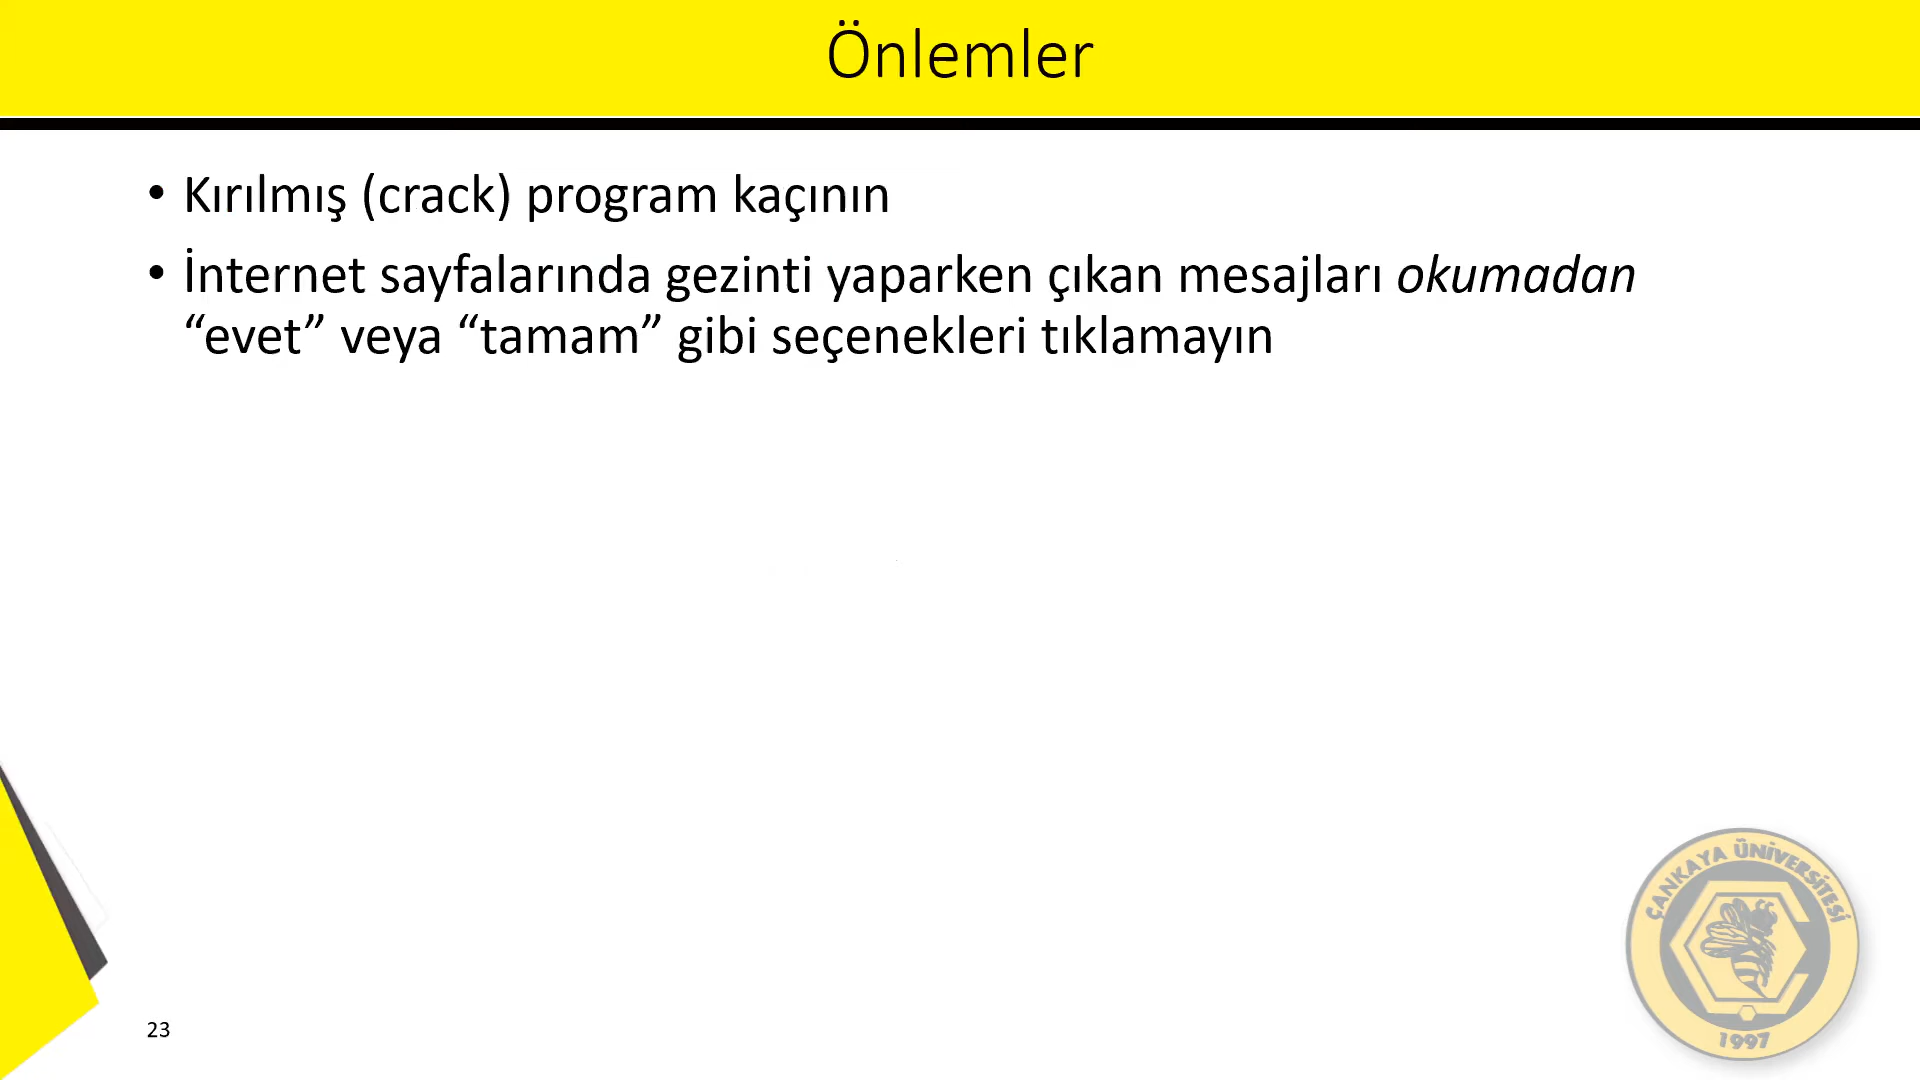 Önlemler
• Kırılmış (crack) program kaçının
• İnternet sayfalarında gezinti yaparken çıkan mesajları okumadan
“evet” veya “tamam” gibi seçenekleri tıklamayın
23
ÇANKAYA ÜNİVERSİTESİ
1997